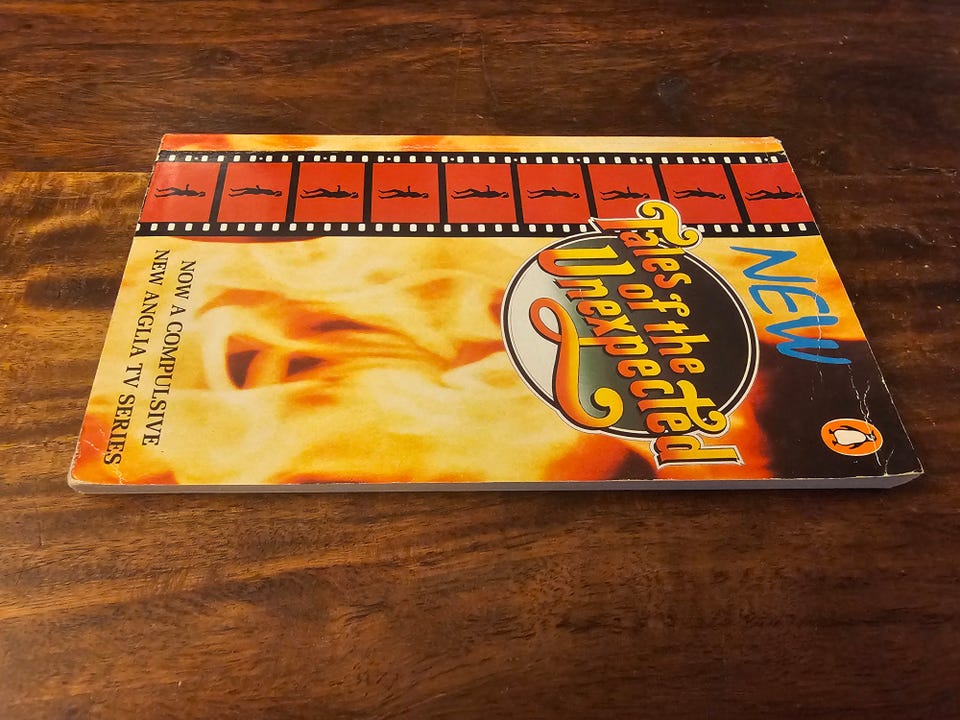 NEW
Tales
of the
Unexpected
NOW A COMPULSIVE
NEW ANGLIA TV SERIES